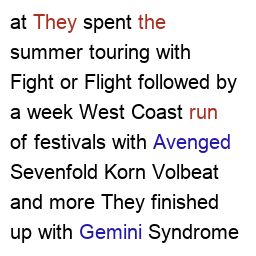 at They spent the
summer touring with
Fight or Flight followed by
a week West Coast run
of festivals with Avenged
Sevenfold Korn Volbeat
and more They finished
up with Gemini Syndrome